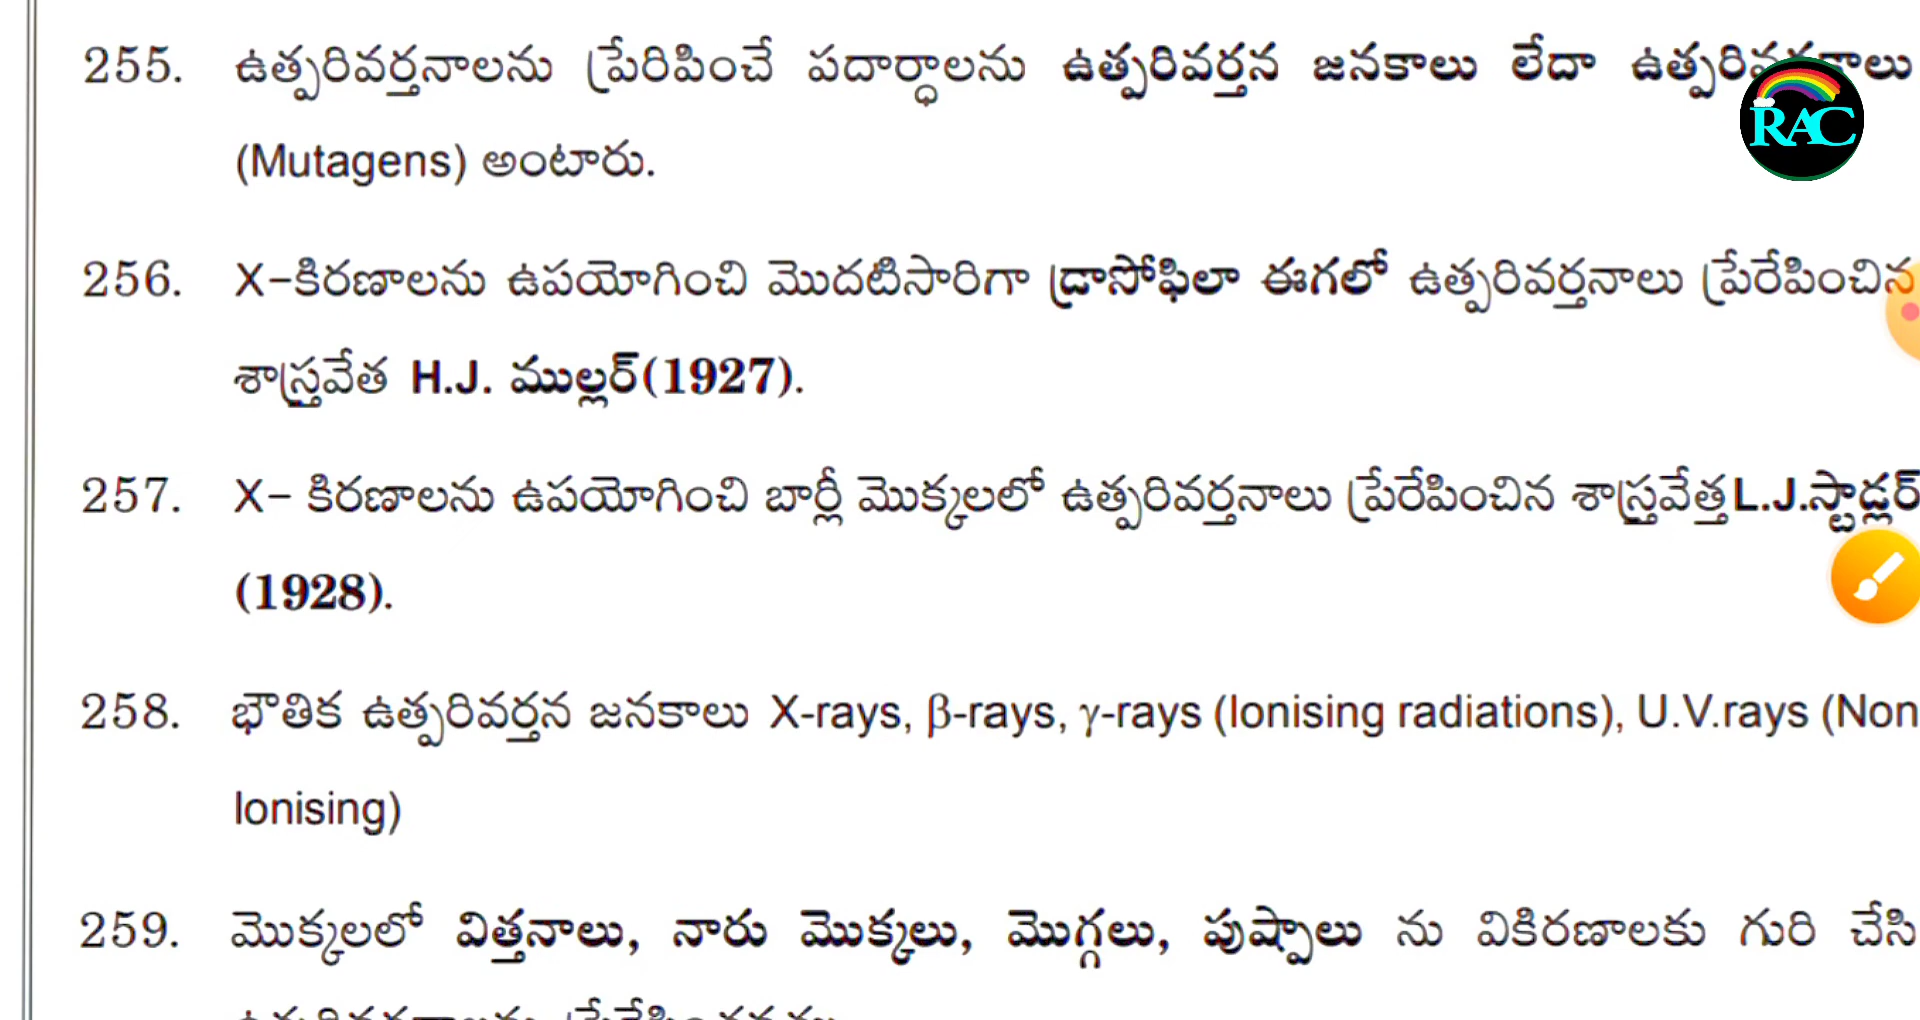 255. ఉత్పరివర్తనాలను ప్రేరిపించే పదార్ధాలను ఉత్పరివర్తన జనకాలు లేదా
RAC
(Mutagens) అంటారు.
256. X–కిరణాలను ఉపయోగించి మొదటిసారిగా డ్రాసోఫిలా ఈగలో ఉత్పరివర్తనాలు ప్రేరేపించిన
శాస్త్రవేత H.J. ముల్లర్(1927).
257. X– కిరణాలను ఉపయోగించి బార్లీ మొక్కలలో ఉత్పరివర్తనాలు ప్రేరేపించిన శాస్త్రవేత్త L.J.స్టాడ్లర్
(1928).
258. భౌతిక ఉత్పరివర్తన జనకాలు X-rays, β-rays, γ-rays (Ionising radiations), U.V.rays (Non
Ionising)
259. మొక్కలలో విత్తనాలు, నారు మొక్కలు, మొగ్గలు, పుష్పాలు ను వికిరణాలకు గురి చేసి